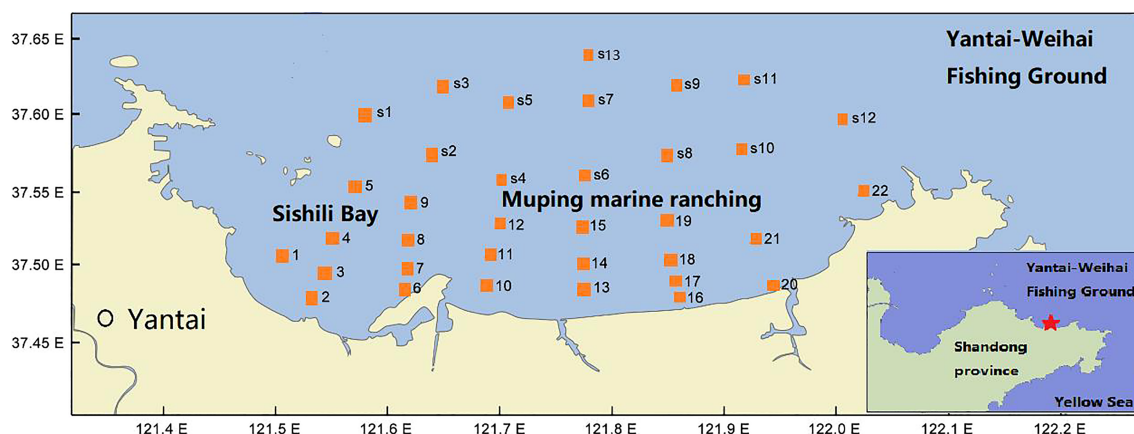 37.65 E
37.60 E
37.55 E
37.50 E
37.45 E
Yantai-Weihai
Fishing Ground
s13
s3
s9
s11
s5
s7
s1
s12
s2
s8
s10
s4
s6
5
22
9
Muping marine ranching
Sishili Bay
12
15
19
4
8
21
1
11
18
3
7
14
17
2
6
10
13
16
20
Yantai
Yantai-Weihai
Fishing Ground
Shandong
province
Yellow Sea
121.4 E
121.5 E
121.6 E
121.7 E
121.8 E
121.9 E
122.0 E
122.1 E
122.2 E